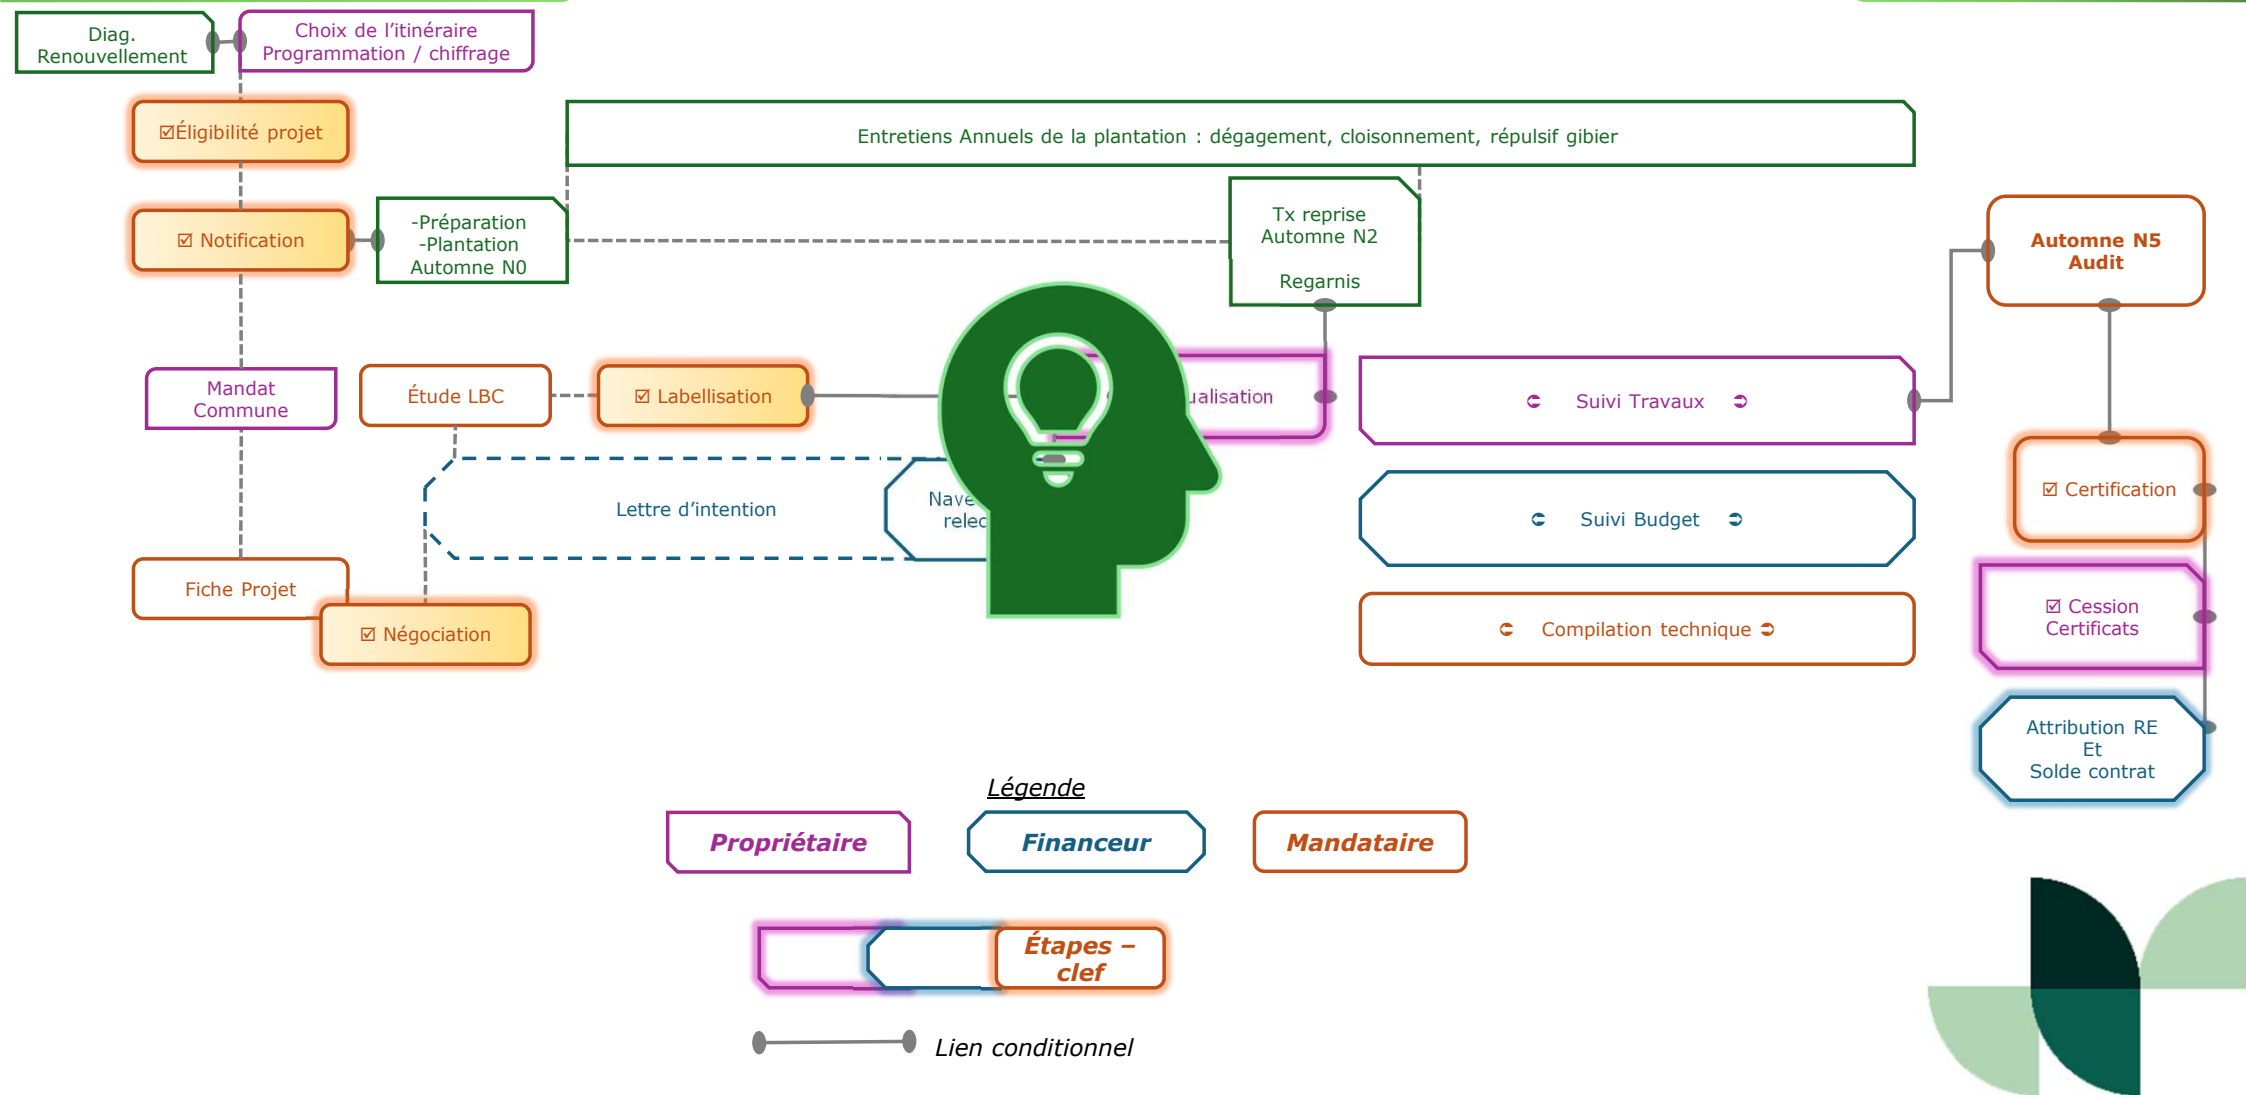 Diag.
Renouvellement
Choix de l’itinéraire
Programmation / chiffrage
☑Éligibilité projet
Entretiens Annuels de la plantation : dégagement, cloisonnement, répulsif gibier
☑ Notification
-Préparation
-Plantation
Automne N0
Tx reprise
Automne N2
Regarnis
Automne N5
Audit
Mandat
Commune
Étude LBC
☑ Labellisation
Suivi Travaux
Lettre d’intention
Suivi Budget
☑ Certification
Fiche Projet
☑ Négociation
Compilation technique
☑ Cession
Certificats
Attribution RE
Et
Solde contrat
Légende
Propriétaire
Financeur
Mandataire
Étapes –
clef
Lien conditionnel